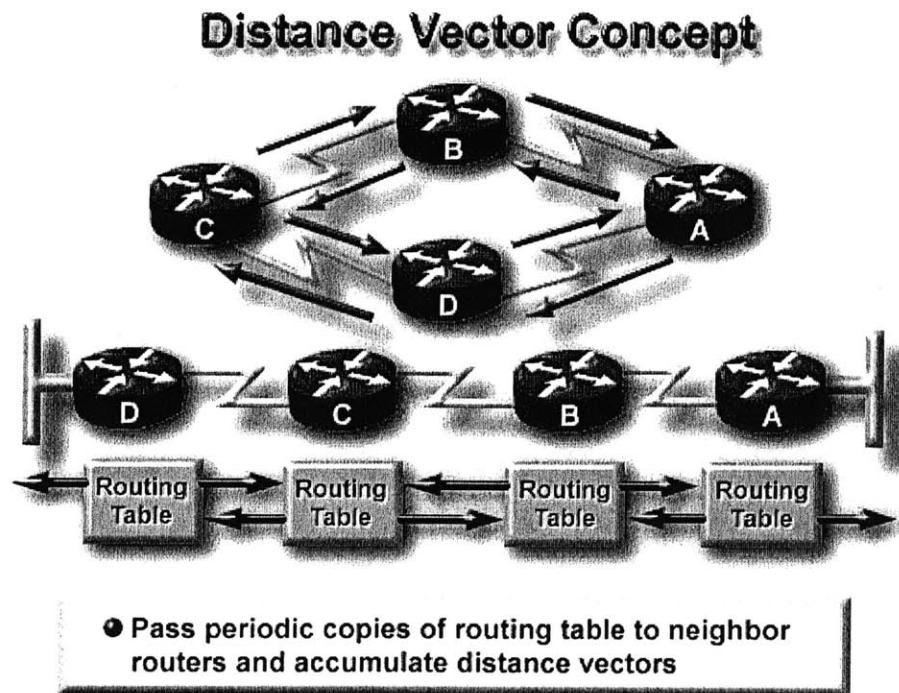 Distance Vector Concept
B
C
A
D
D
C
B
A
Routing Routing Routing Routing
Table Table Table Table
Pass periodic copies of routing table to neighbor
routers and accumulate distance vectors